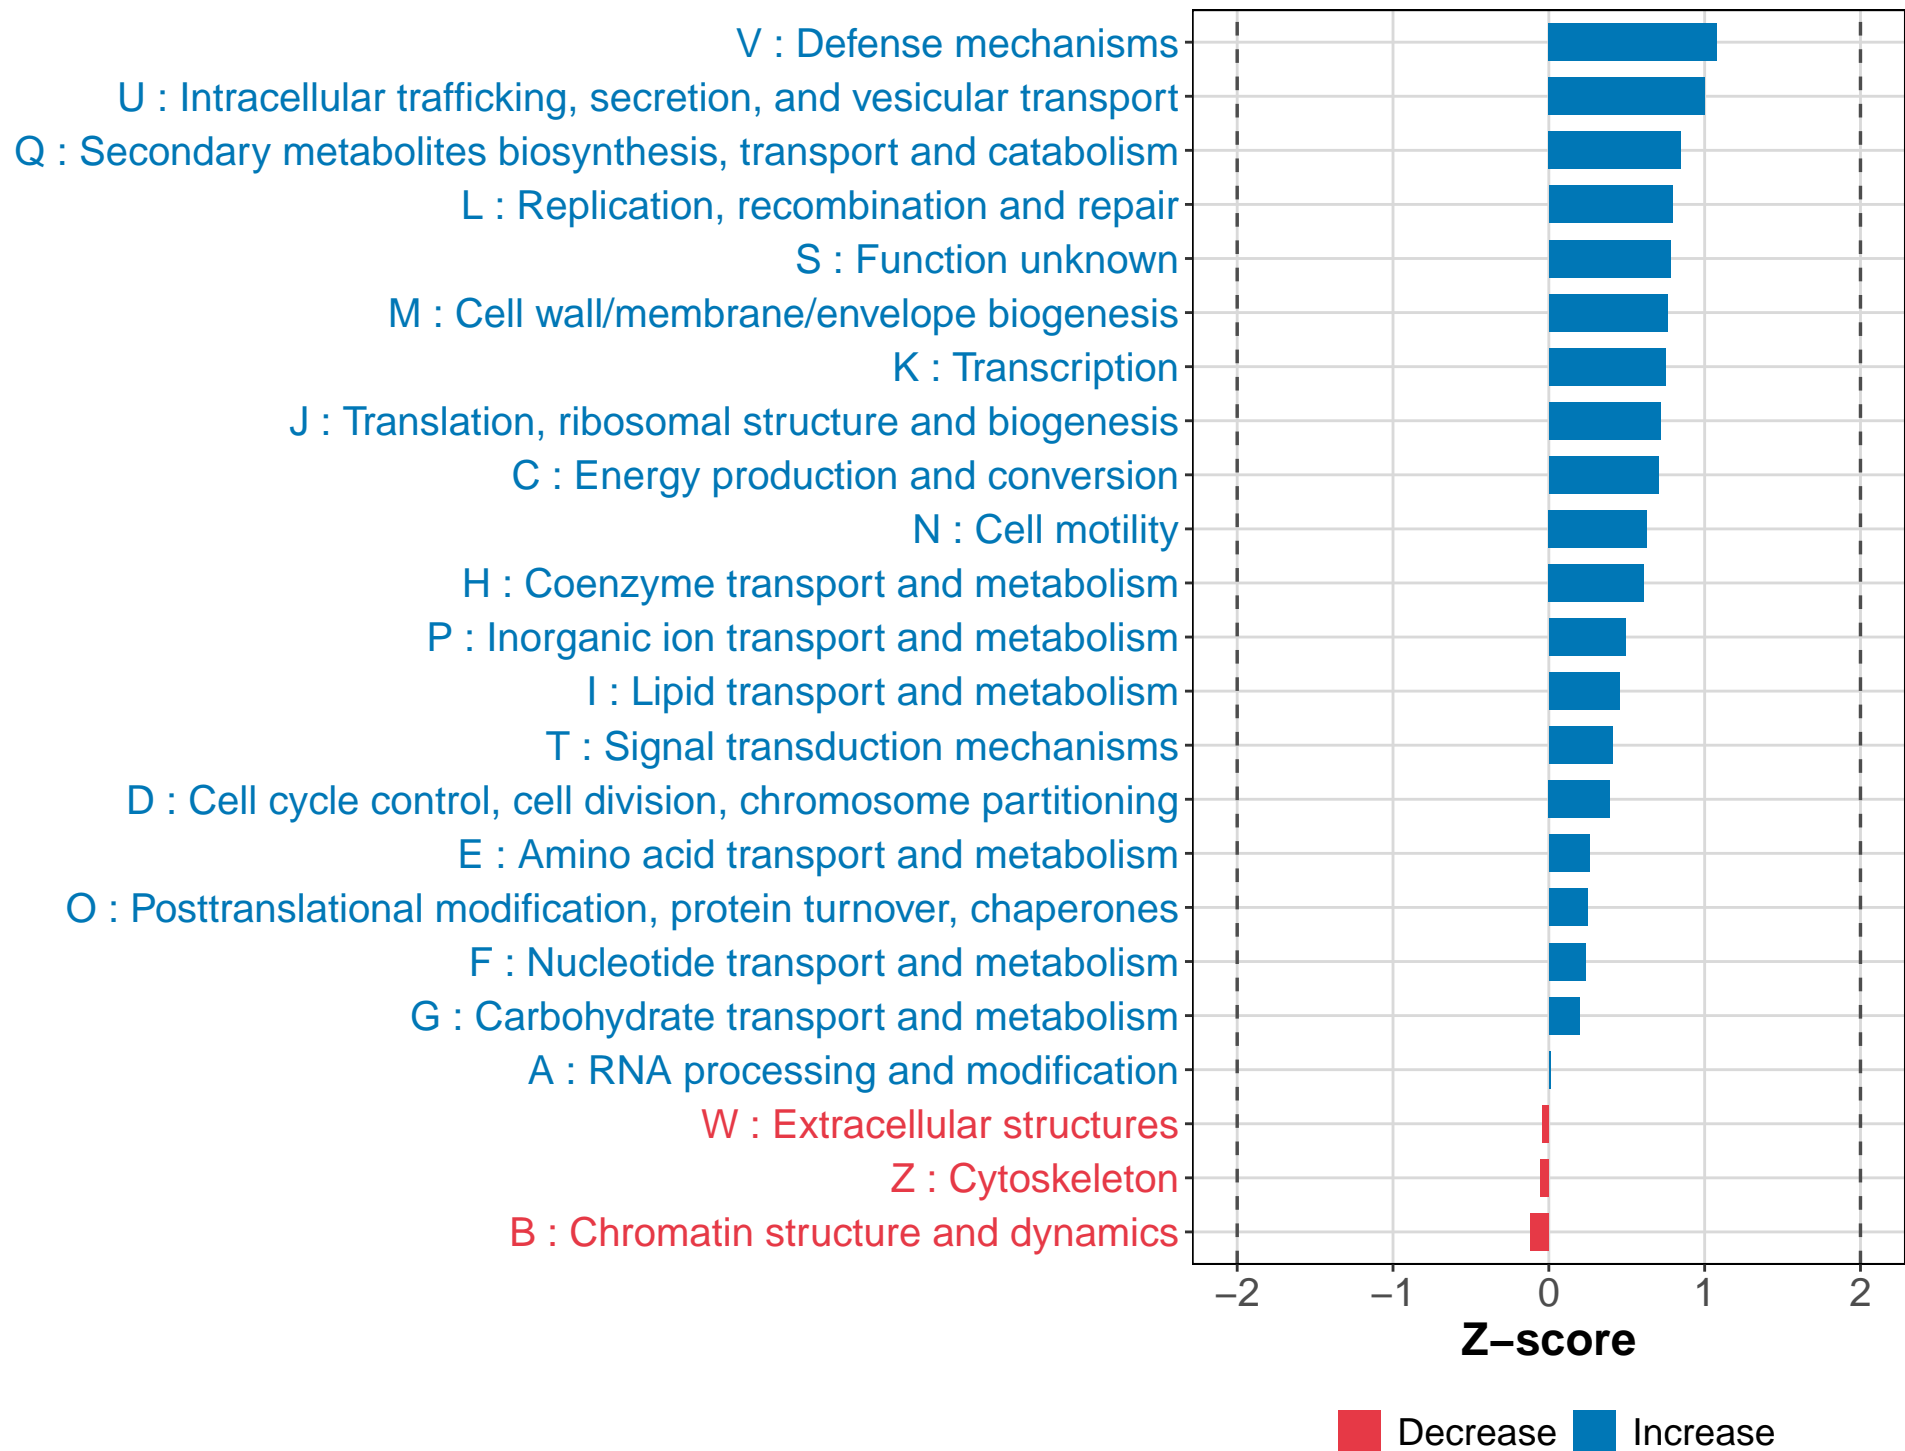 V : Defense mechanisms
U : Intracellular trafficking, secretion, and vesicular transport
Q : Secondary metabolites biosynthesis, transport and catabolism
L : Replication, recombination and repair
S : Function unknown
M : Cell wall/membrane/envelope biogenesis
K : Transcription
J : Translation, ribosomal structure and biogenesis
C : Energy production and conversion
N : Cell motility
H : Coenzyme transport and metabolism
P : Inorganic ion transport and metabolism
I : Lipid transport and metabolism
T : Signal transduction mechanisms
D : Cell cycle control, cell division, chromosome partitioning
E : Amino acid transport and metabolism
O : Posttranslational modification, protein turnover, chaperones
F : Nucleotide transport and metabolism
G : Carbohydrate transport and metabolism
A : RNA processing and modification
W : Extracellular structures
Z : Cytoskeleton
B : Chromatin structure and dynamics
−2 −1 0 1 2
Z−score
Decrease Increase